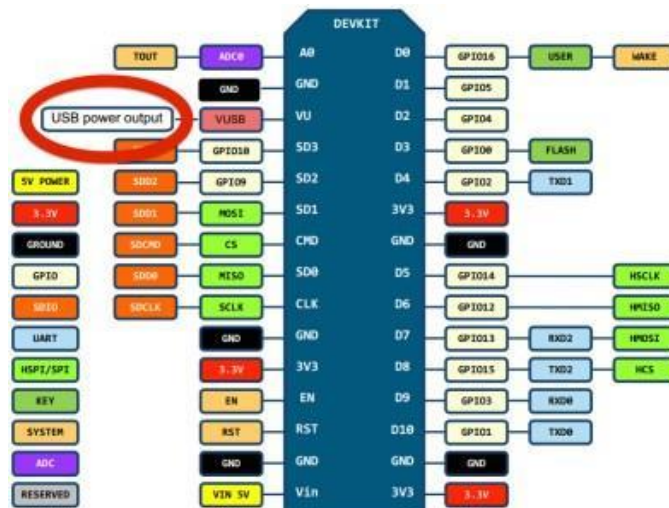 DEVKIT
TOUT ADC0 A0 D0 GPIO16 USER WAKE
GND GND D1 GPIO5
USB power output VUSB VU D2 GPIO4
GPIO10 SD3 D3 GPIO0 FLASH
5V POWER SDD2 GPIO9 SD2 D4 GPIO2 TXD1
3.3V SDD1 MOSI SD1 3V3 3.3V
GROUND SDCMD CS CMD GND GND
GPIO SDD0 MISO SD0 D5 GPIO14 HSCLK
SDIO SDCLK SCLK CLK D6 GPIO12 HMISO
UART GND GND D7 GPIO13 RXD2 HMOSI
HSPI/SPI 3.3V 3V3 D8 GPIO15 TXD2 HCS
KEY EN EN D9 GPIO3 RXD0
SYSTEM RST RST D10 GPIO1 TXD0
ADC GND GND GND GND
RESERVED VIN 5V Vin 3V3 3.3V